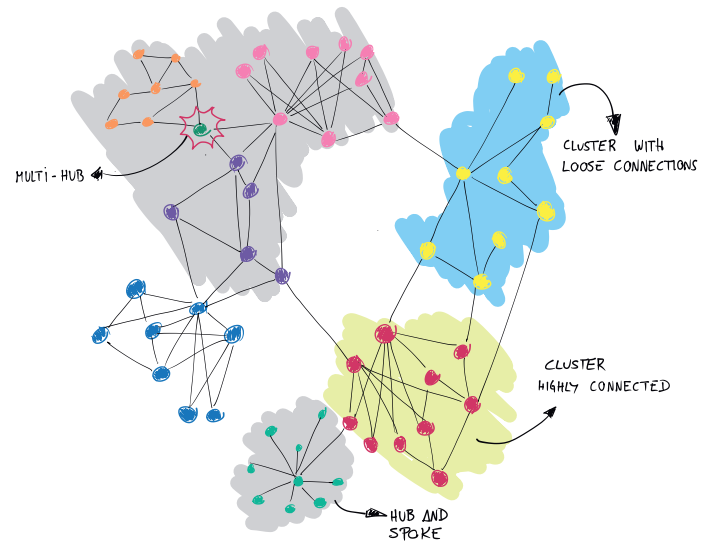 MULTI-HUB
CLUSTER WITH
LOOSE CONNECTIONS
CLUSTER
HIGHLY CONNECTED
HUB AND
SPOKE